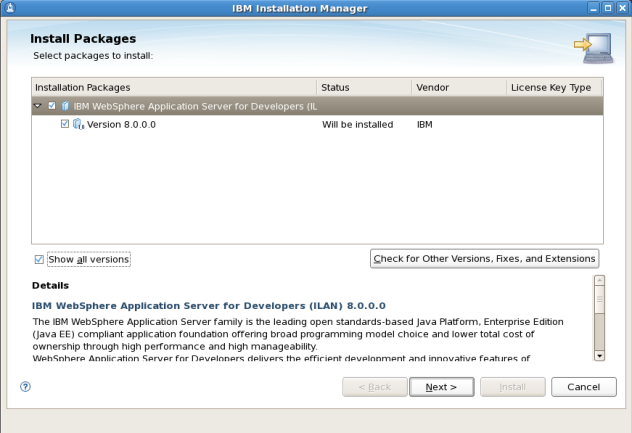 IBM Installation Manager
Install Packages
Select packages to install:
Installation Packages Status Vendor License Key Type
IBM WebSphere Application Server for Developers (IL
Version 8.0.0.0 Will be installed IBM
Show all versions Check for Other Versions, Fixes, and Extensions
Details
IBM WebSphere Application Server for Developers (ILAN) 8.0.0.0
The IBM WebSphere Application Server family is the leading open standards-based Java Platform, Enterprise Edition
(Java EE) compliant application foundation offering broad programming model choice and lower total cost of
ownership through high performance and high manageability.
WebSphere Application Server for Developers delivers the efficient development and innovative features of
? < Back Next > Install Cancel